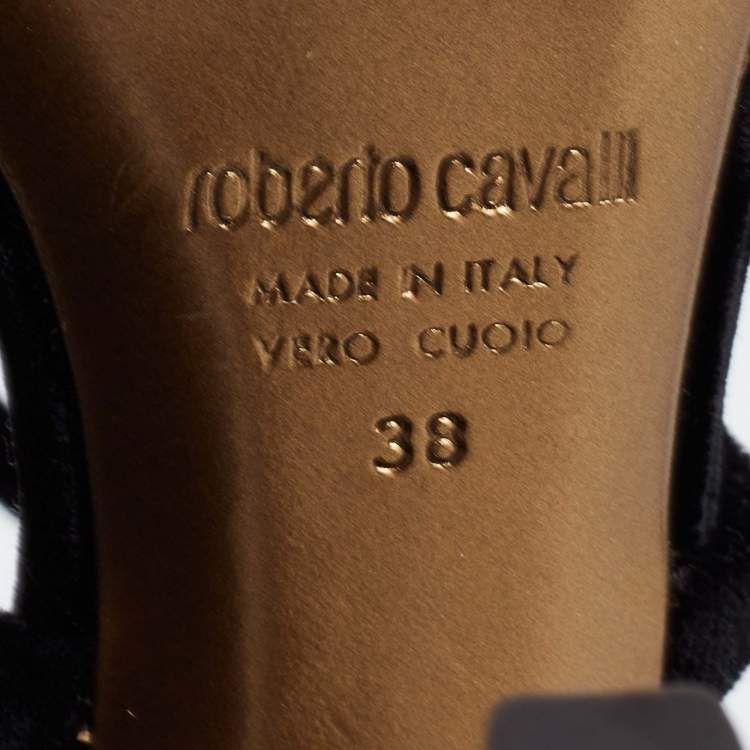 roberto cavalli
MADE IN ITALY
VERO CUOIO
38